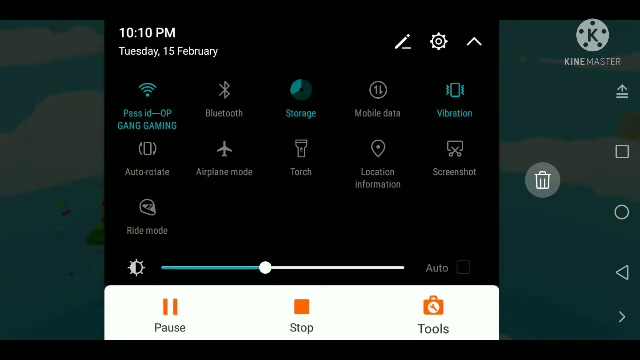 10:10 PM
Tuesday, 15 February
K
KINEMASTER
Pass id—OP
GANG GAMING
Bluetooth
Storage
Mobile data
Vibration
Auto-rotate
Airplane mode
Torch
Location
information
Screenshot
Ride mode
Auto
Pause
Stop
Tools